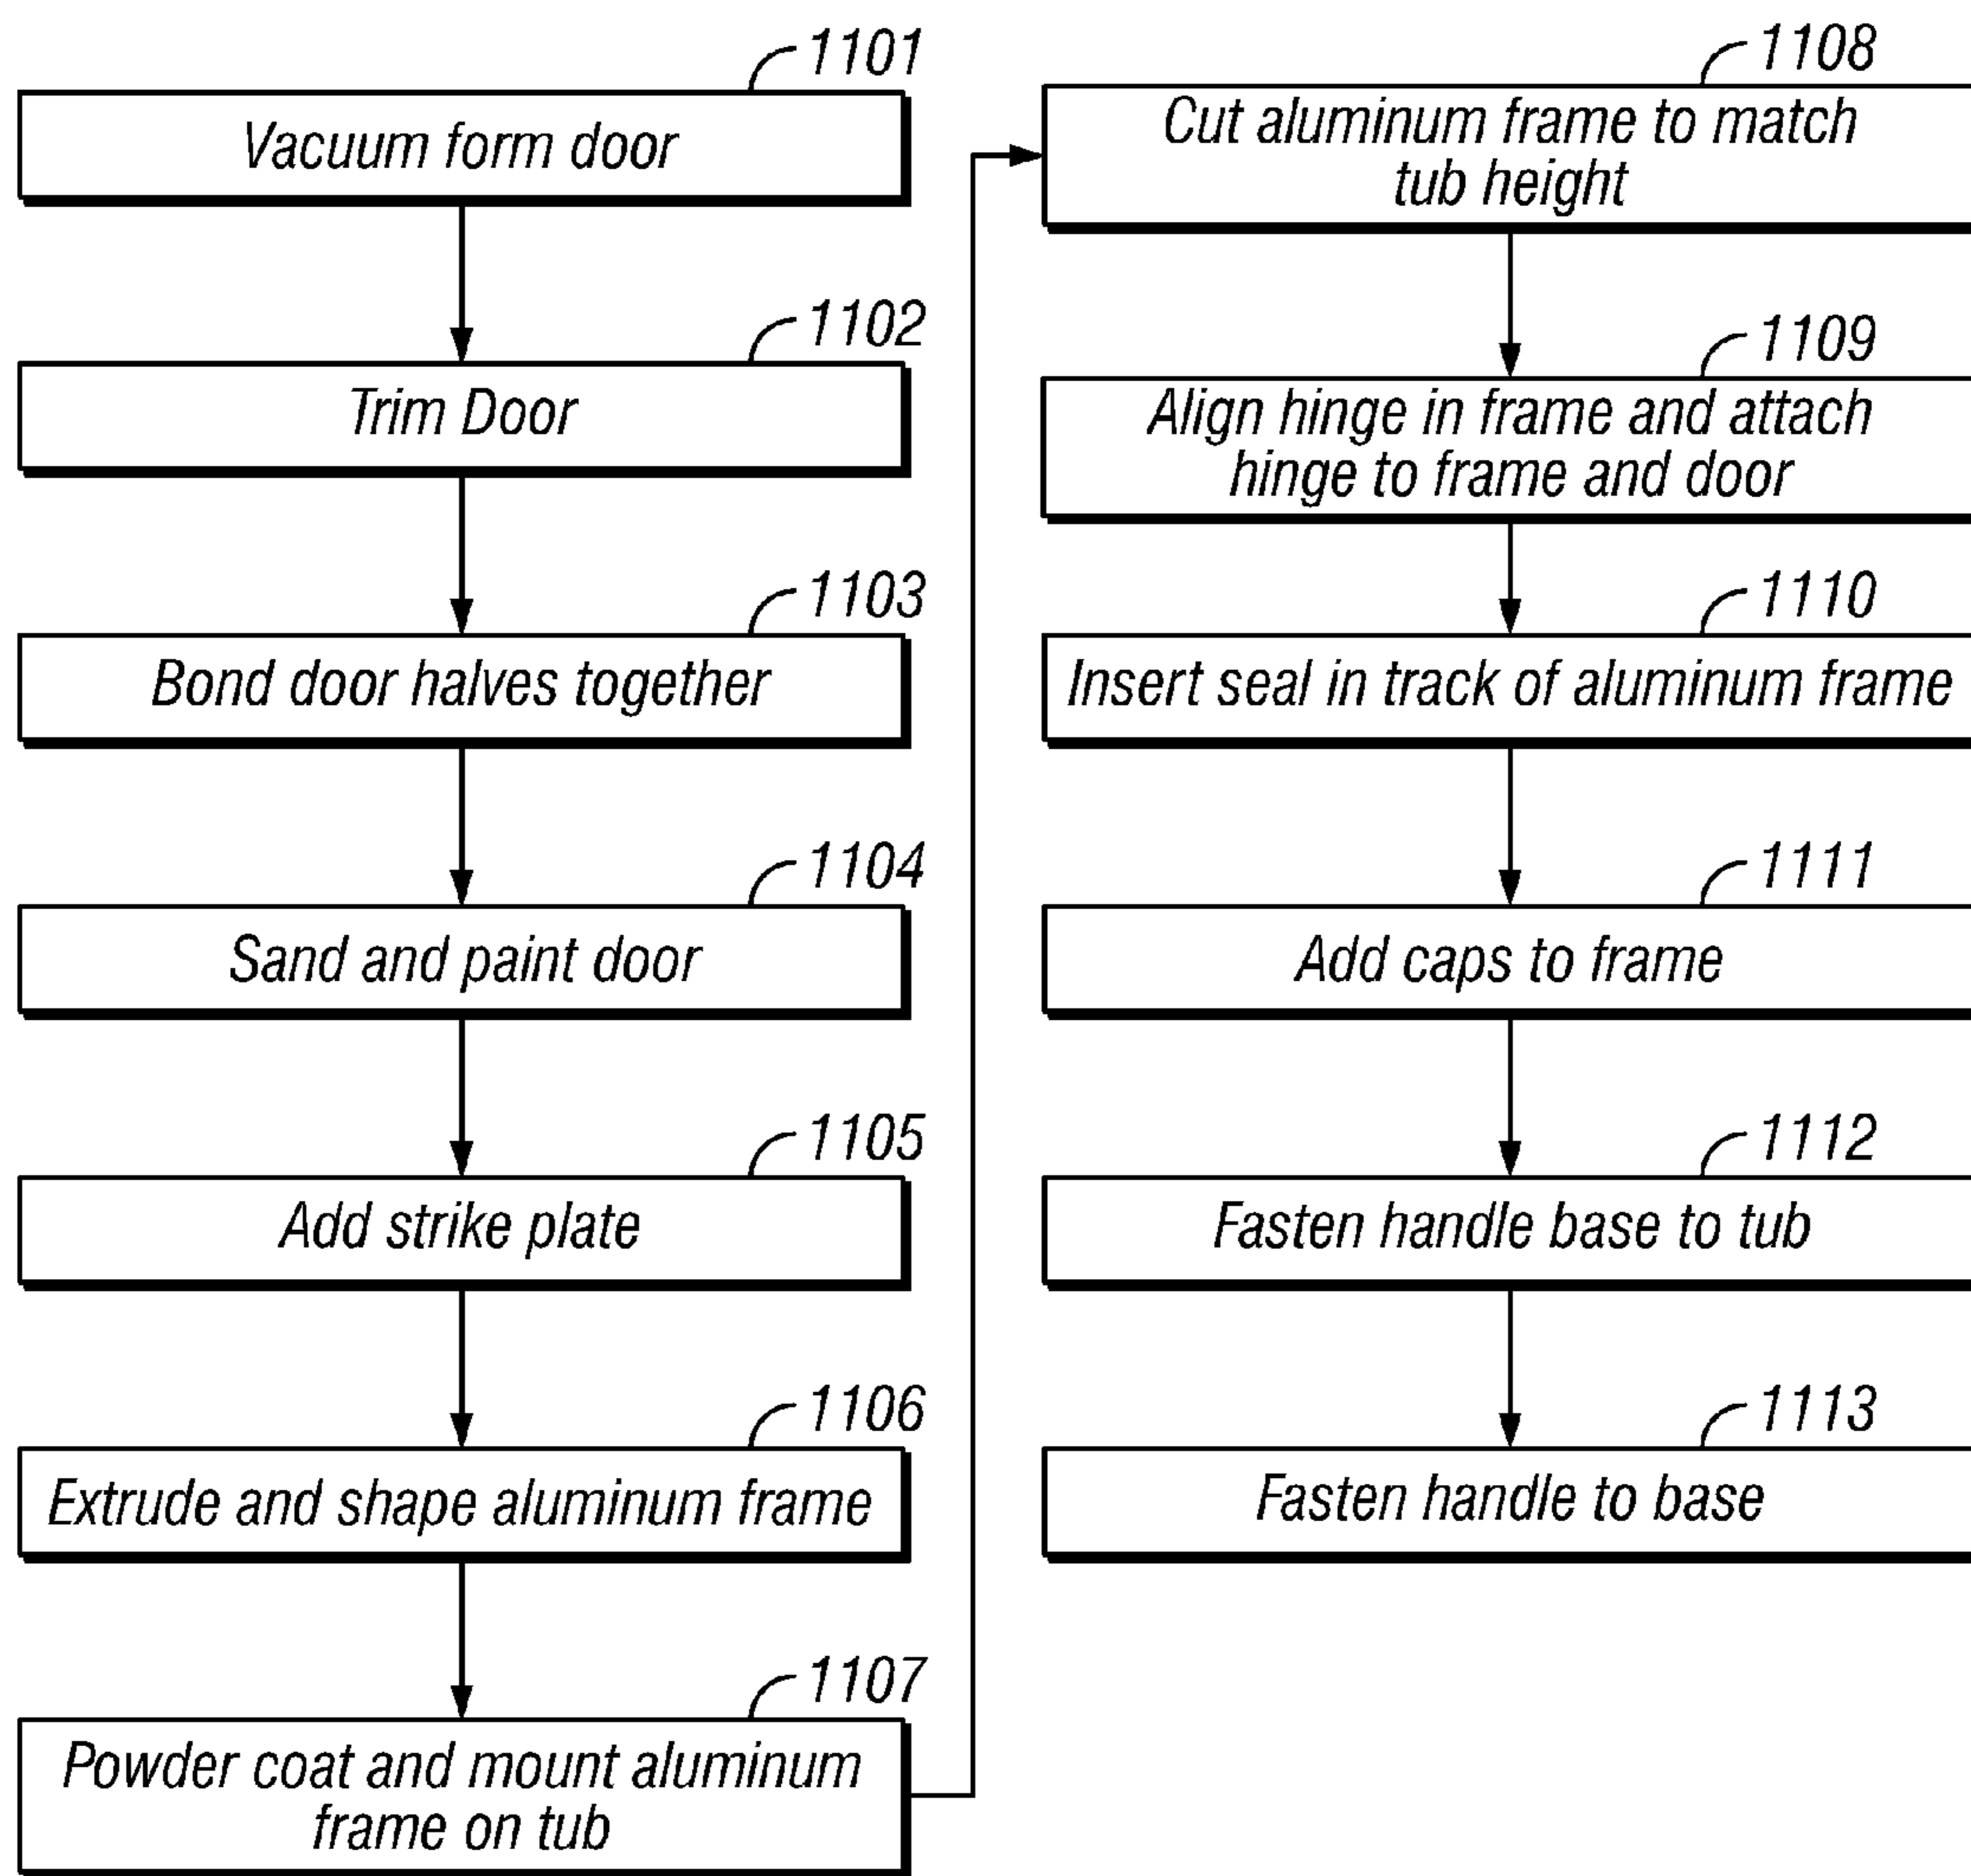 1101
Vacuum form door
1102
Trim Door
1103
Bond door halves together
1104
Sand and paint door
1105
Add strike plate
1106
Extrude and shape aluminum frame
1107
Powder coat and mount aluminum
frame on tub
1108
Cut aluminum frame to match
tub height
1109
Align hinge in frame and attach
hinge to frame and door
1110
Insert seal in track of aluminum frame
1111
Add caps to frame
1112
Fasten handle base to tub
1113
Fasten handle to base